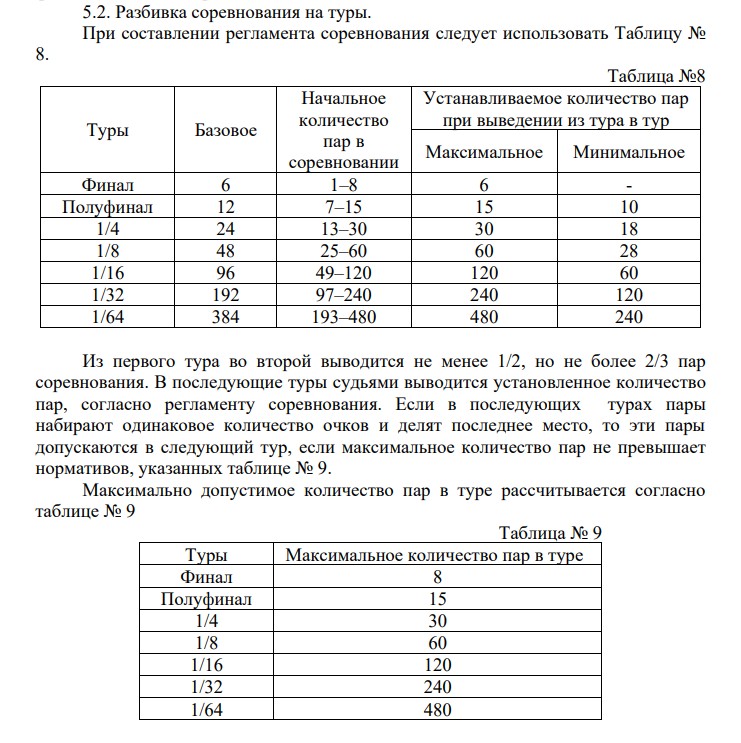 5.2. Разбивка соревнования на туры.
При составлении регламента соревнования следует использовать Таблицу №
8.
Таблица №8
Туры Базовое Начальное количество пар в соревновании Устанавливаемое количество пар при выведении из тура в тур
Максимальное Минимальное
Финал 6 1–8 6 -
Полуфинал 12 7–15 15 10
1/4 24 13–30 30 18
1/8 48 25–60 60 28
1/16 96 49–120 120 60
1/32 192 97–240 240 120
1/64 384 193–480 480 240
Из первого тура во второй выводится не менее 1/2, но не более 2/3 пар
соревнования. В последующие туры судьями выводится установленное количество
пар, согласно регламенту соревнования. Если в последующих турах пары
набирают одинаковое количество очков и делят последнее место, то эти пары
допускаются в следующий тур, если максимальное количество пар не превышает
нормативов, указанных таблице № 9.
Максимально допустимое количество пар в туре рассчитывается согласно
таблице № 9
Таблица № 9
Туры Максимальное количество пар в туре
Финал 8
Полуфинал 15
1/4 30
1/8 60
1/16 120
1/32 240
1/64 480